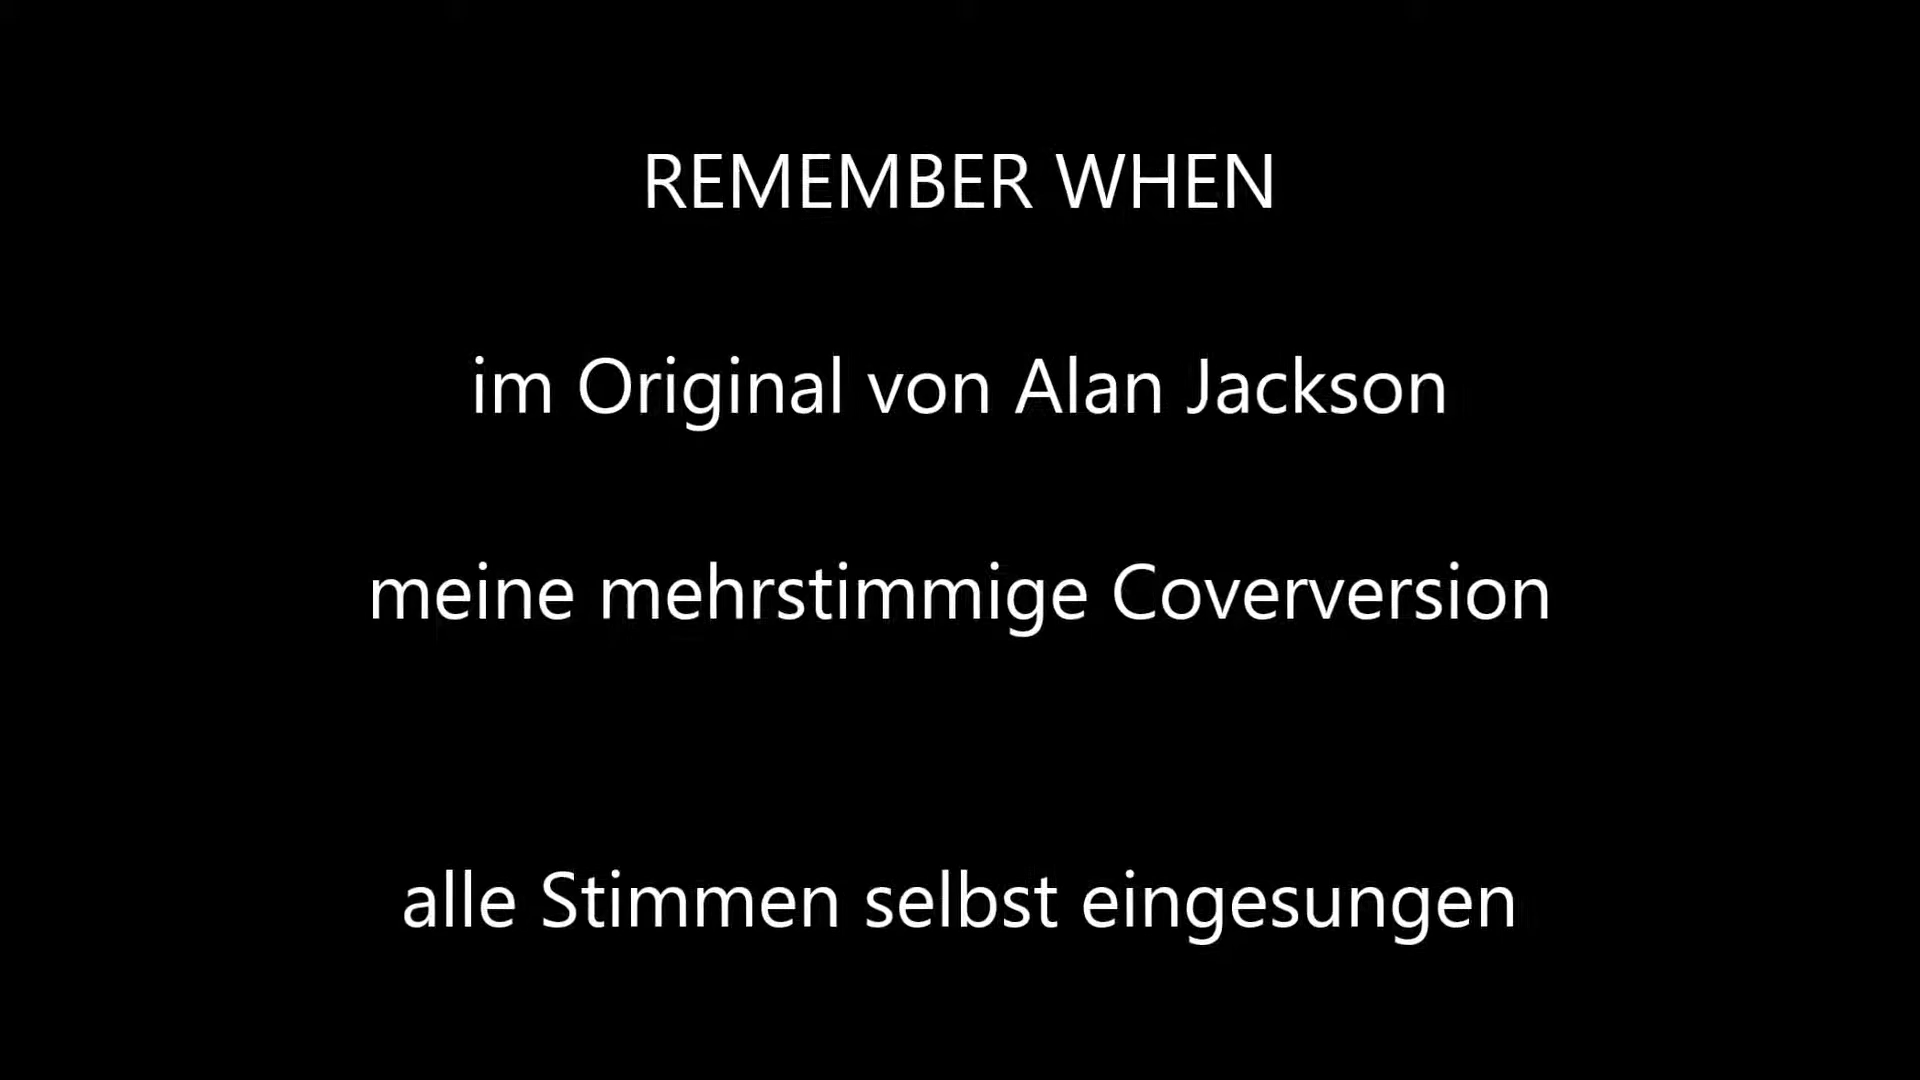 REMEMBER WHEN
im Original von Alan Jackson
meine mehrstimmige Coverversion
alle Stimmen selbst eingesungen